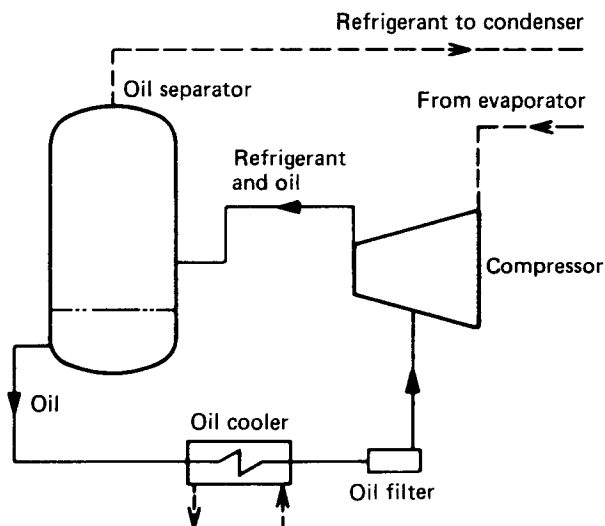 Refrigerant to condenser
Oil separator
From evaporator
Refrigerant
and oil
Compressor
Oil
Oil cooler
Oil filter